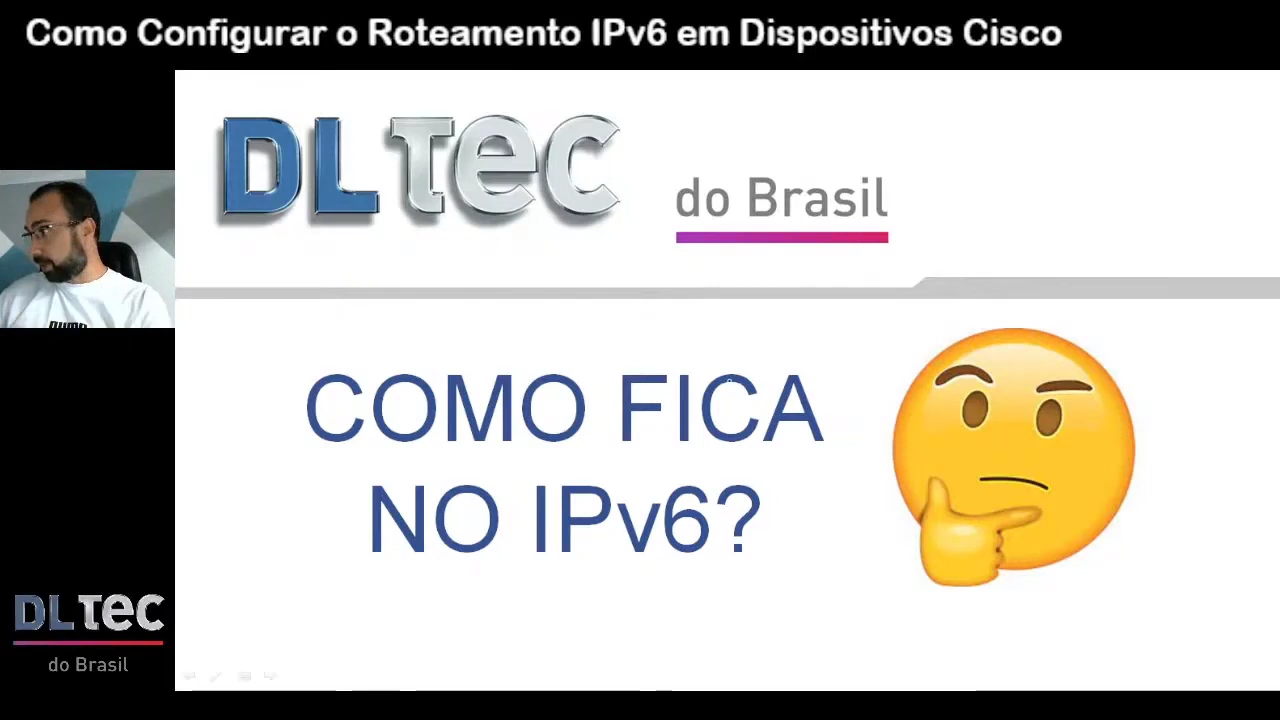 Como Configurar o Roteamento IPv6 em Dispositivos Cisco
DLTEC
do Brasil
COMO FICA
NO IPv6?
DLTEC
do Brasil